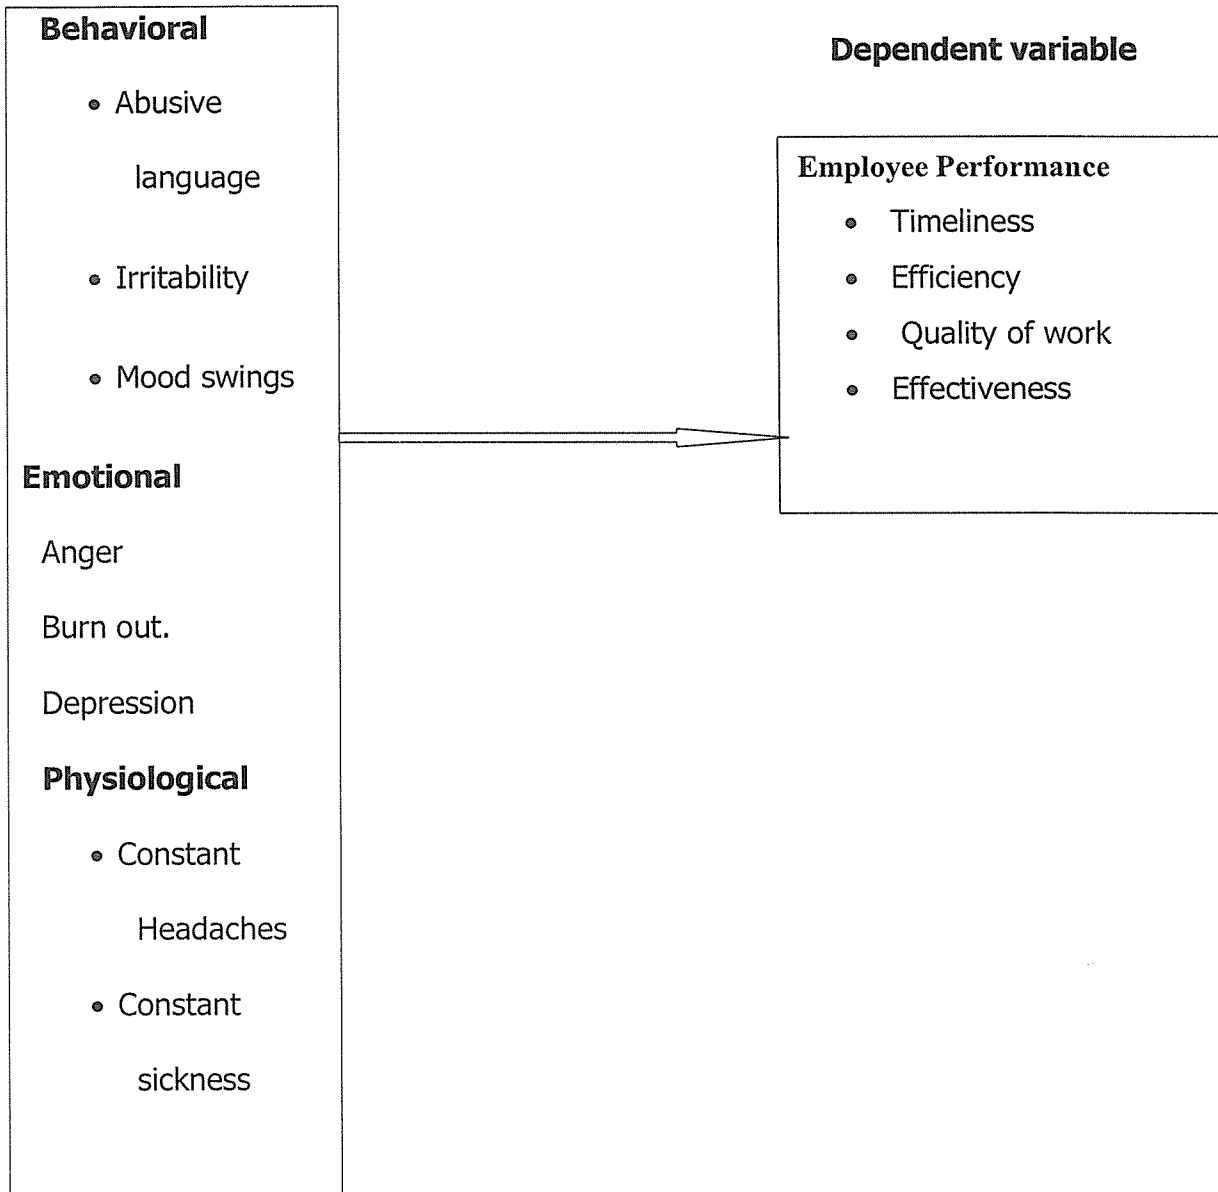 Behavioral
• Abusive
language
• Irritability
• Mood swings
Emotional
Anger
Burn out.
Depression
Physiological
• Constant
Headaches
• Constant
sickness
Dependent variable
Employee Performance
• Timeliness
• Efficiency
• Quality of work
• Effectiveness